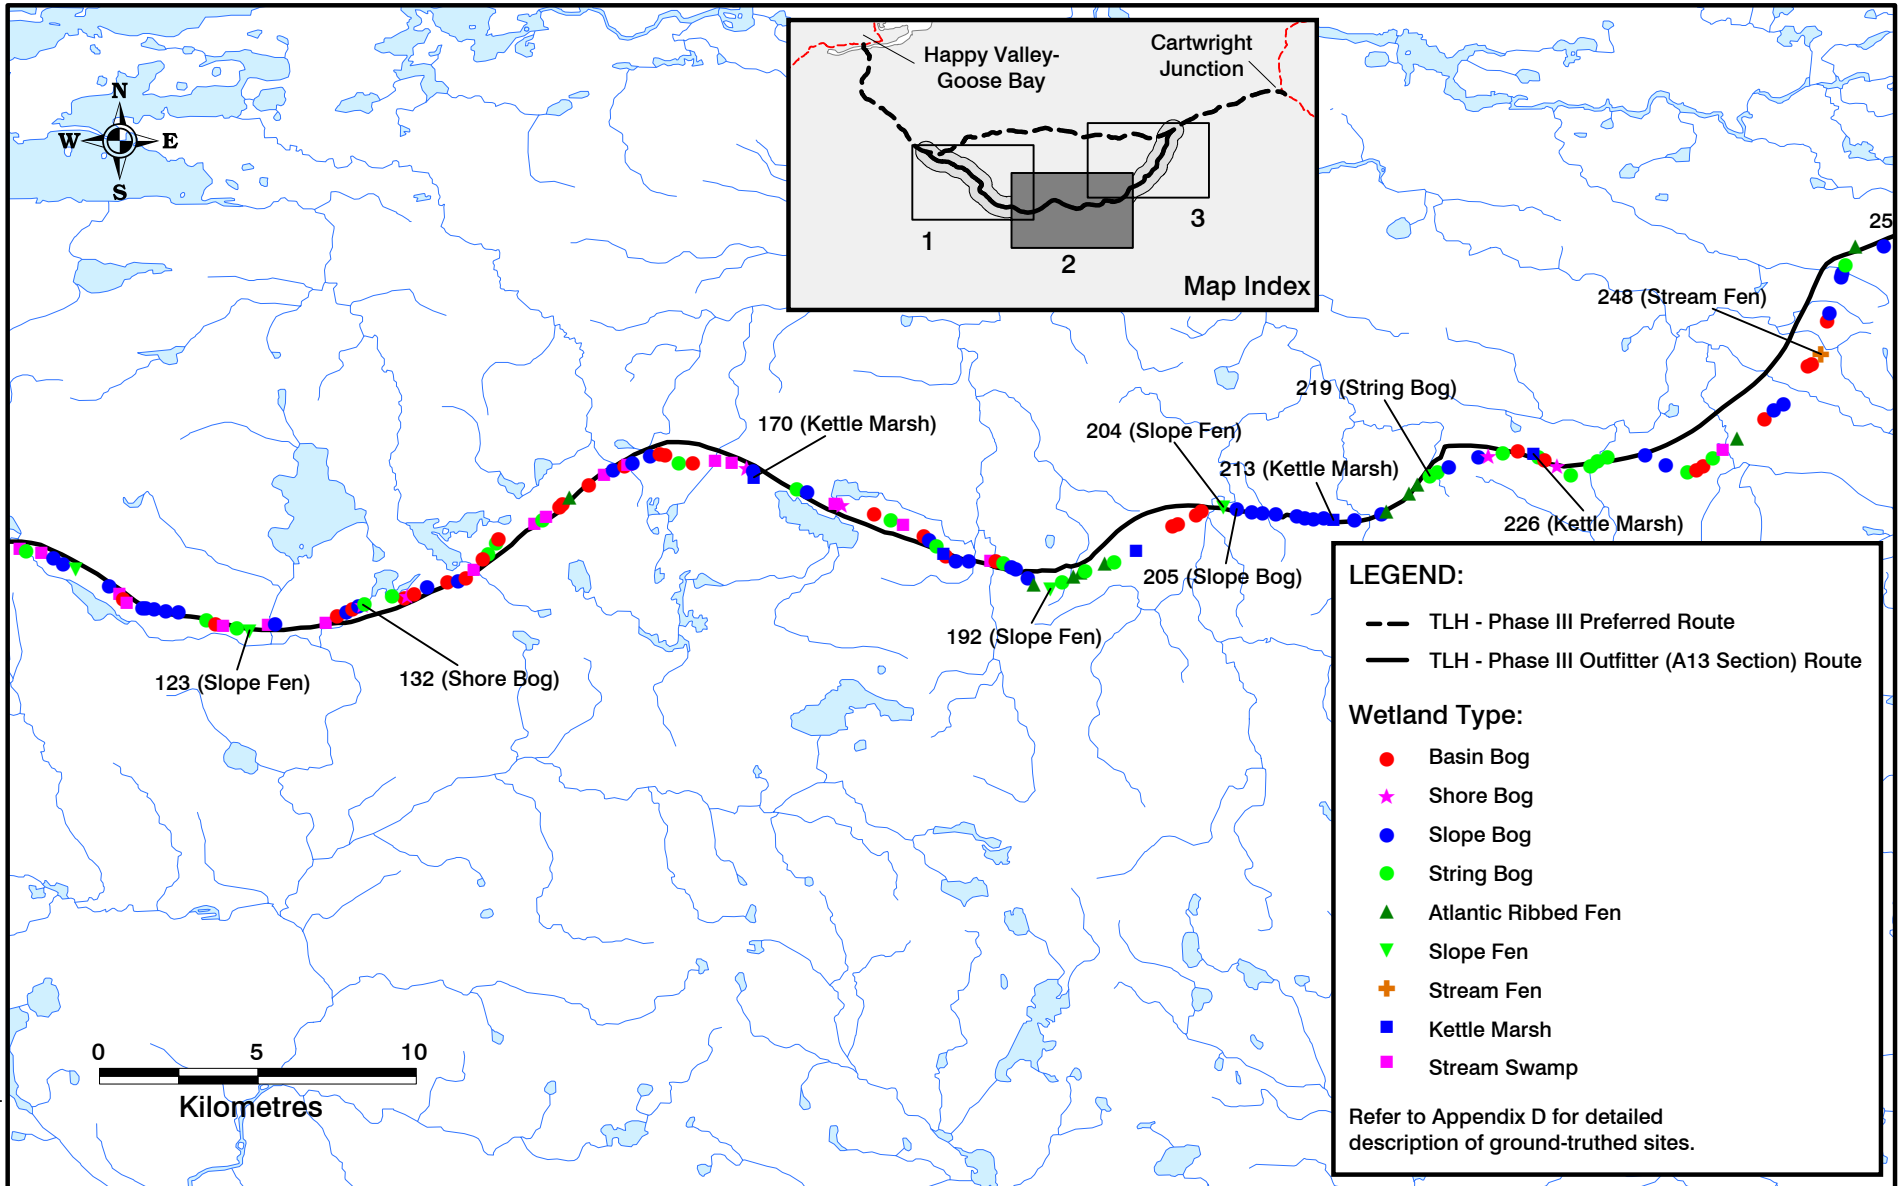 N
W
E
S
Happy Valley-
Goose Bay
Cartwright
Junction
1
2
3
Map Index
25
248 (Stream Fen)
219 (String Bog)
170 (Kettle Marsh)
204 (Slope Fen)
213 (Kettle Marsh)
226 (Kettle Marsh)
205 (Slope Bog)
192 (Slope Fen)
123 (Slope Fen)
132 (Shore Bog)
LEGEND:
TLH - Phase III Preferred Route
TLH - Phase III Outfitter (A13 Section) Route
Wetland Type:
Basin Bog
Shore Bog
Slope Bog
String Bog
Atlantic Ribbed Fen
Slope Fen
Stream Fen
Kettle Marsh
Stream Swamp
Refer to Appendix D for detailed
description of ground-truthed sites.
0 5 10
Kilometres